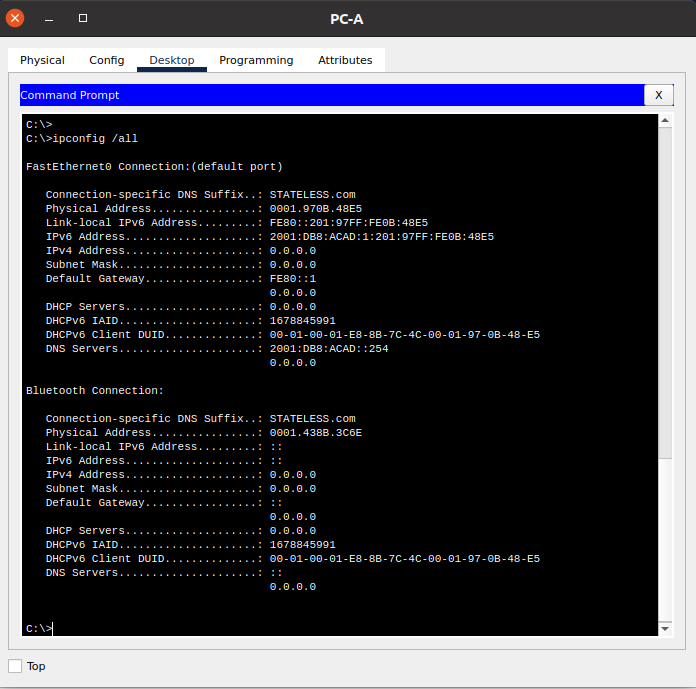 PC-A
Physical Config Desktop Programming Attributes
Command Prompt X
C:\>
C:\>ipconfig /all
FastEthernet0 Connection:(default port)
Connection-specific DNS Suffix..: STATELESS.com
Physical Address................: 0001.970B.48E5
Link-local IPv6 Address.........: FE80::201:97FF:FE0B:48E5
IPv6 Address....................: 2001:DB8:ACAD:1:201:97FF:FE0B:48E5
IPv4 Address....................: 0.0.0.0
Subnet Mask.....................: 0.0.0.0
Default Gateway.................: FE80::1
0.0.0.0
DHCP Servers....................: 0.0.0.0
DHCPv6 IAID.....................: 1678845991
DHCPv6 Client DUID..............: 00-01-00-01-E8-8B-7C-4C-00-01-97-0B-48-E5
DNS Servers.....................: 2001:DB8:ACAD::254
0.0.0.0
Bluetooth Connection:
Connection-specific DNS Suffix..: STATELESS.com
Physical Address................: 0001.438B.3C6E
Link-local IPv6 Address.........: ::
IPv6 Address....................: ::
IPv4 Address....................: 0.0.0.0
Subnet Mask.....................: 0.0.0.0
Default Gateway.................: ::
0.0.0.0
DHCP Servers....................: 0.0.0.0
DHCPv6 IAID.....................: 1678845991
DHCPv6 Client DUID..............: 00-01-00-01-E8-8B-7C-4C-00-01-97-0B-48-E5
DNS Servers.....................: ::
0.0.0.0
C:\>
Top